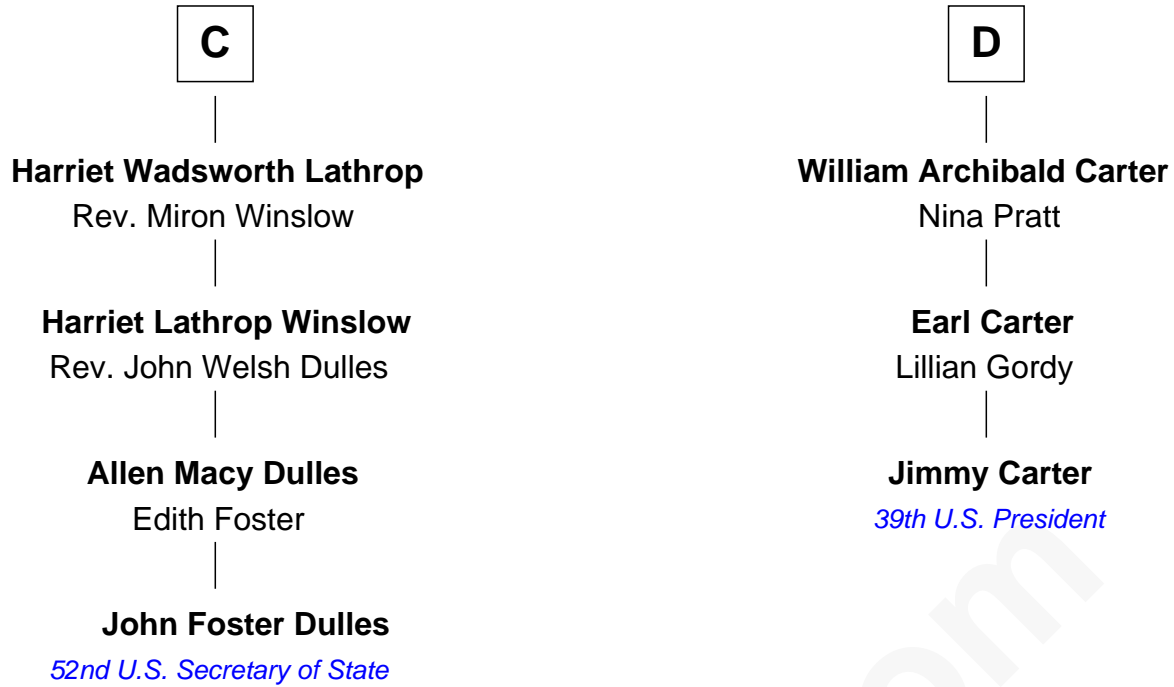 C
Harriet Wadsworth Lathrop
Rev. Miron Winslow
Harriet Lathrop Winslow
Rev. John Welsh Dulles
Allen Macy Dulles
Edith Foster
John Foster Dulles
52nd U.S. Secretary of State
D
William Archibald Carter
Nina Pratt
Earl Carter
Lillian Gordy
Jimmy Carter
39th U.S. President
om